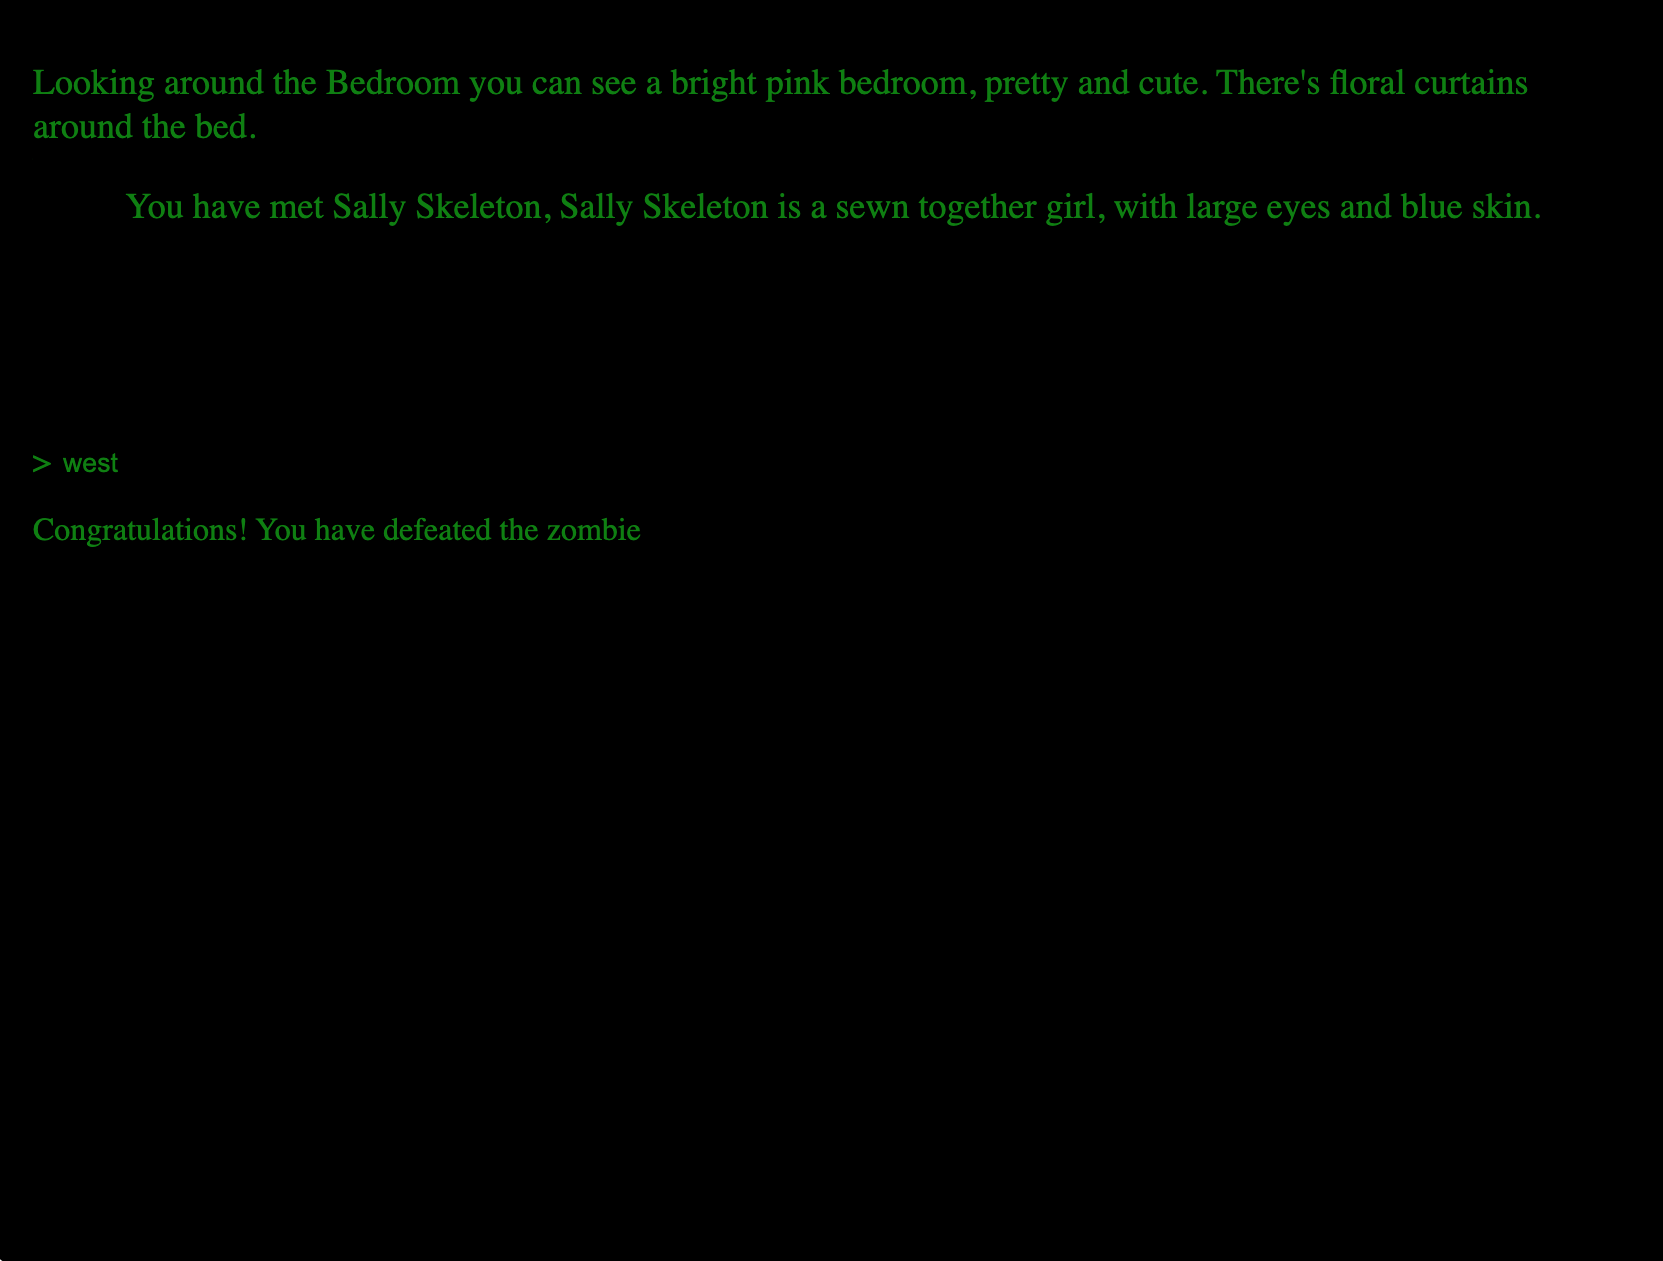 Looking around the Bedroom you can see a bright pink bedroom, pretty and cute. There's floral curtains
around the bed.
You have met Sally Skeleton, Sally Skeleton is a sewn together girl, with large eyes and blue skin.
> west
Congratulations! You have defeated the zombie